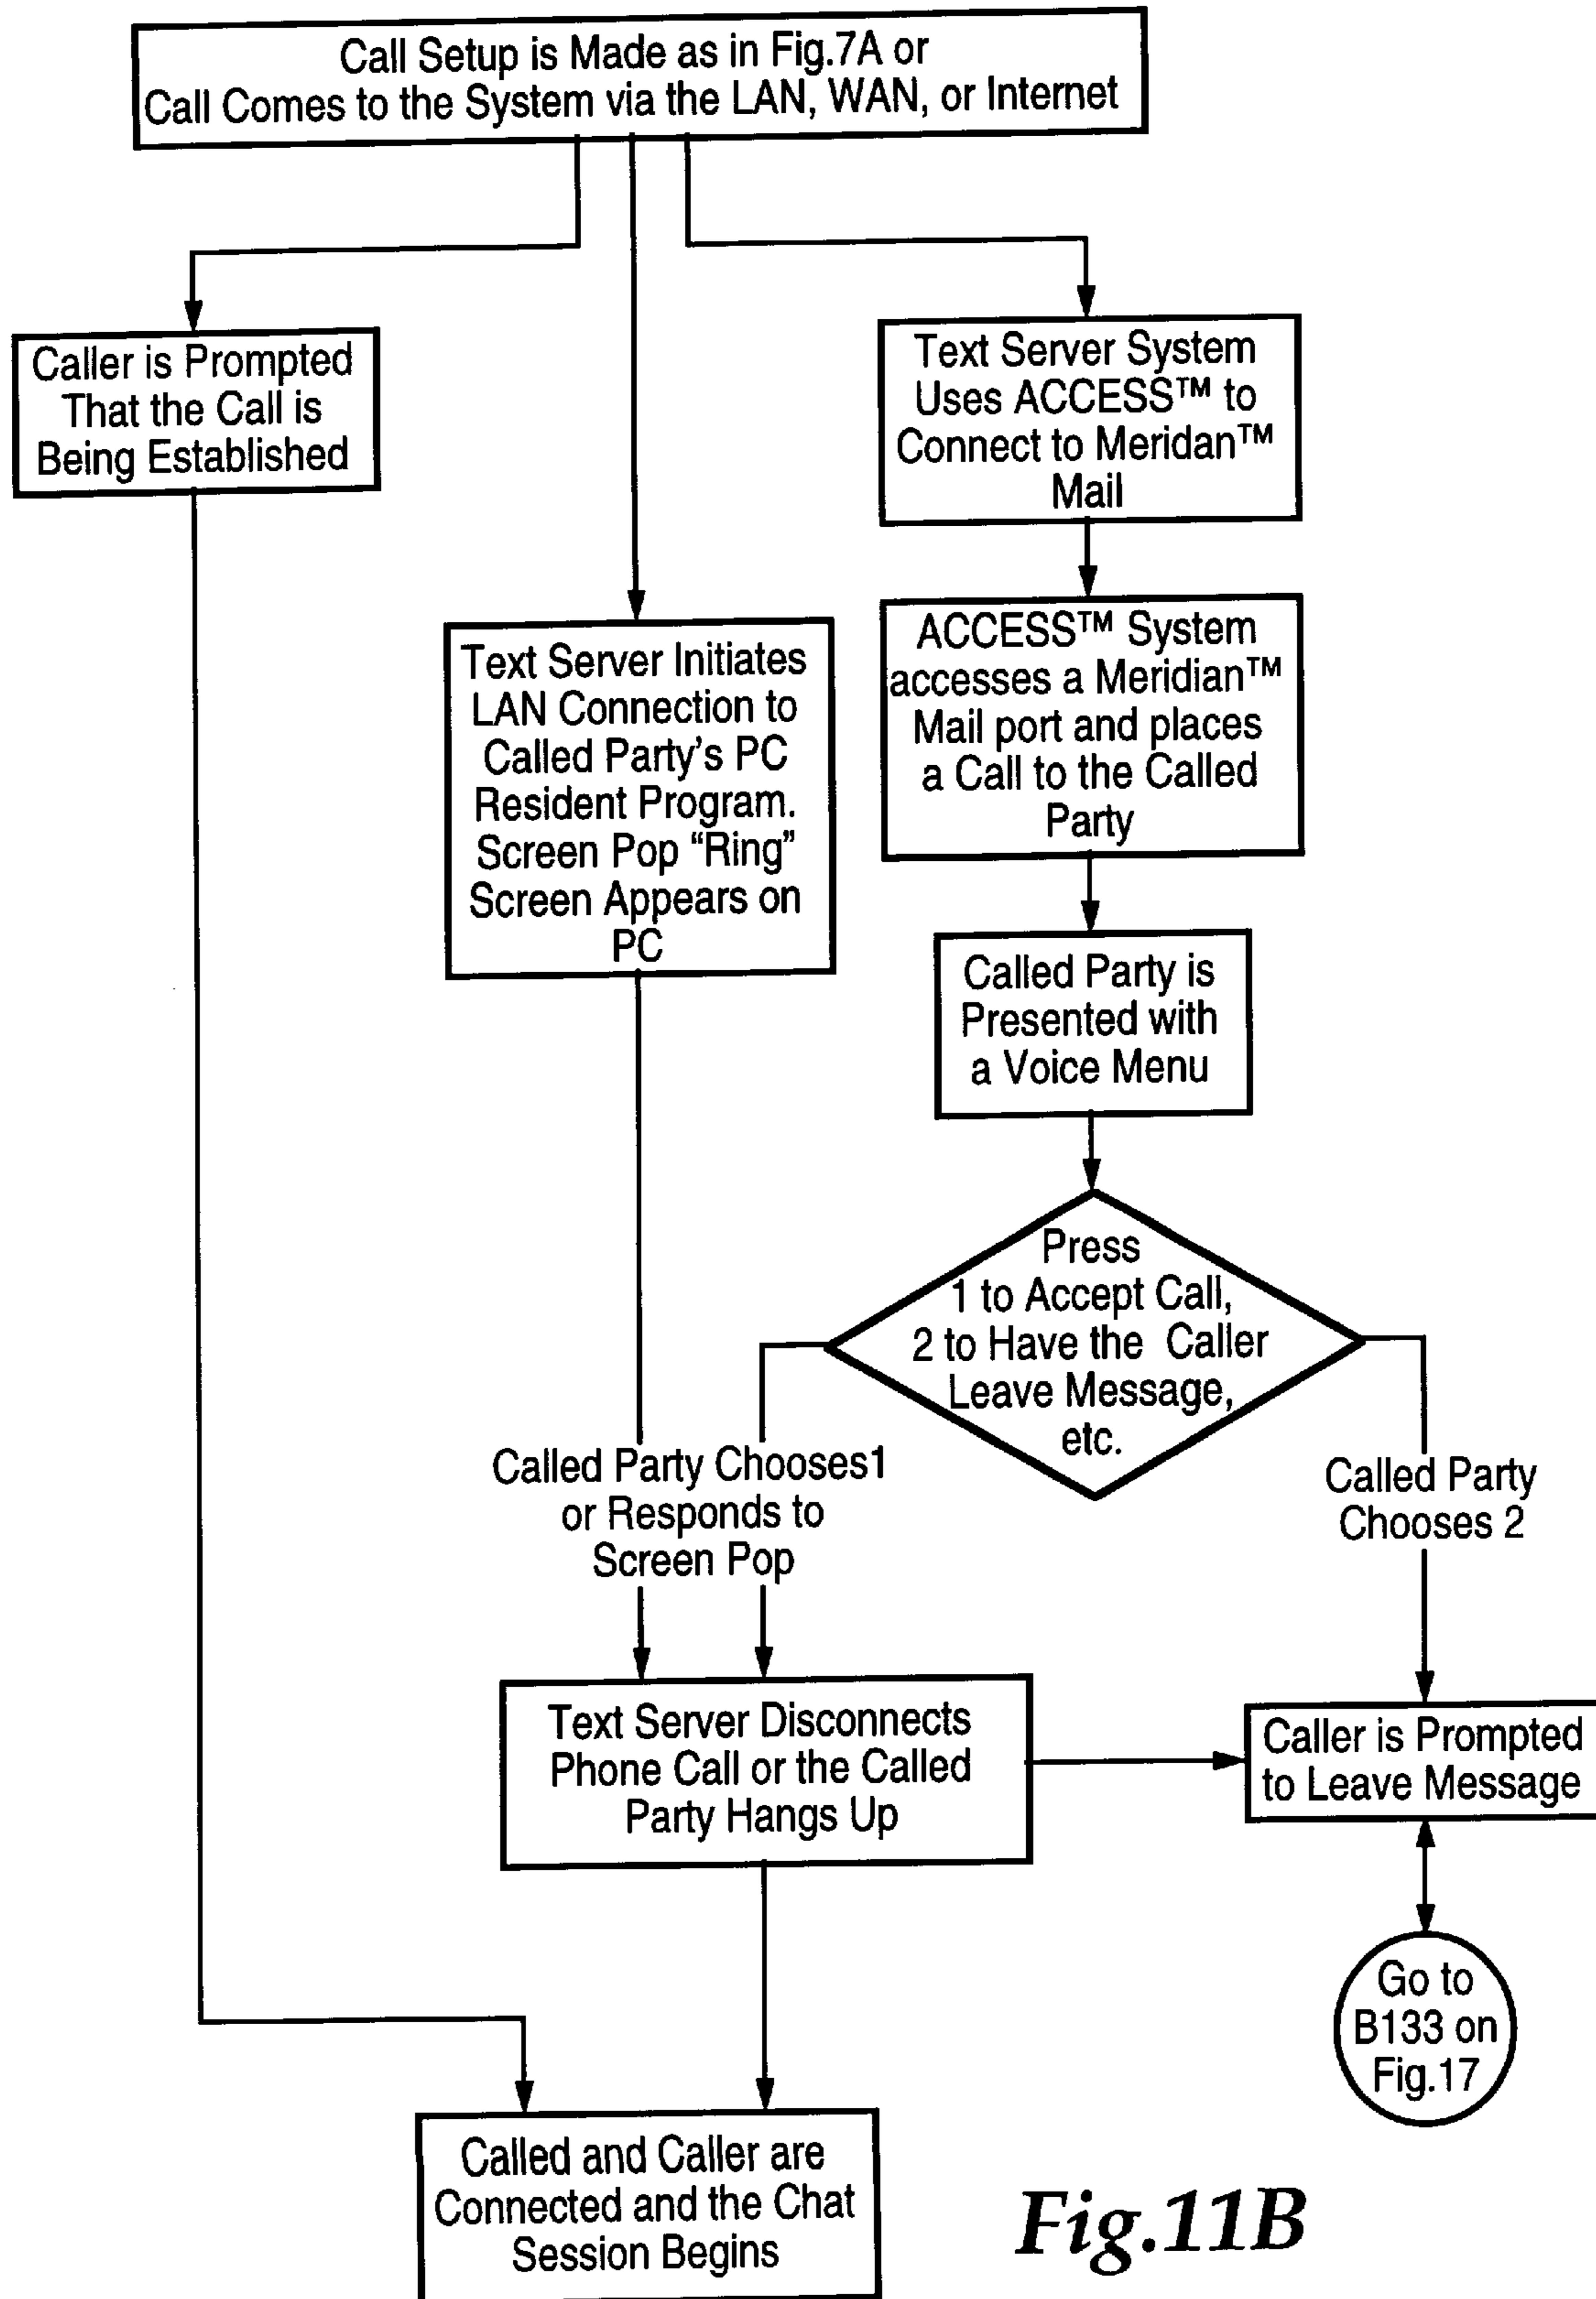 Call Setup is Made as in Fig.7A or
Call Comes to the System via the LAN, WAN, or Internet
Caller is Prompted
That the Call is
Being Established
Text Server System
Uses ACCESS™ to
Connect to Meridan™
Mail
Text Server Initiates
LAN Connection to
Called Party's PC
Resident Program.
Screen Pop “Ring”
Screen Appears on
PC
ACCESS™ System
accesses a Meridian™
Mail port and places
a Call to the Called
Party
Called Party is
Presented with
a Voice Menu
Press
1 to Accept Call,
2 to Have the Caller
Leave Message,
etc.
Called Party Chooses1
or Responds to
Screen Pop
Called Party
Chooses 2
Text Server Disconnects
Phone Call or the Called
Party Hangs Up
Caller is Prompted
to Leave Message
Go to
B133 on
Fig.17
Called and Caller are
Connected and the Chat
Session Begins
Fig.11B